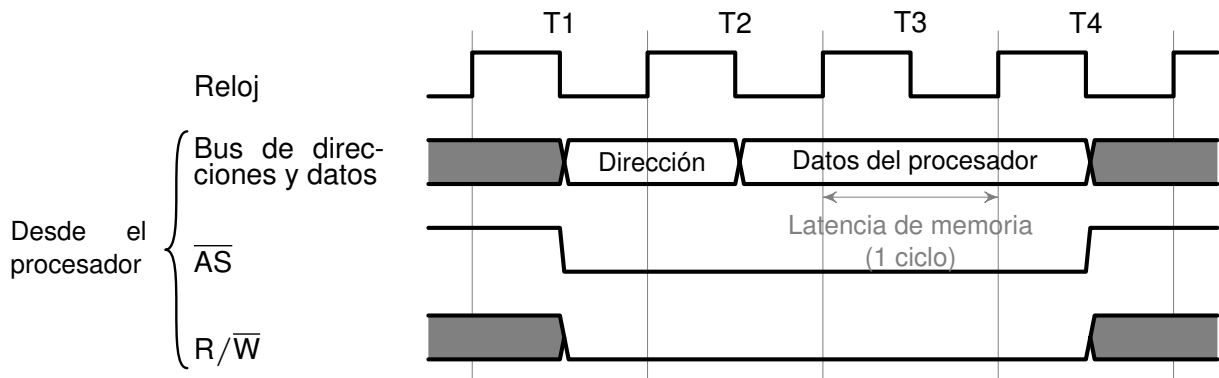 T1 T2 T3 T4
Reloj
Bus de direc-
ciones y datos
Dirección
Datos del procesador
Latencia de memoria
(1 ciclo)
Desde el
procesador
A̅S̅
R/W̅